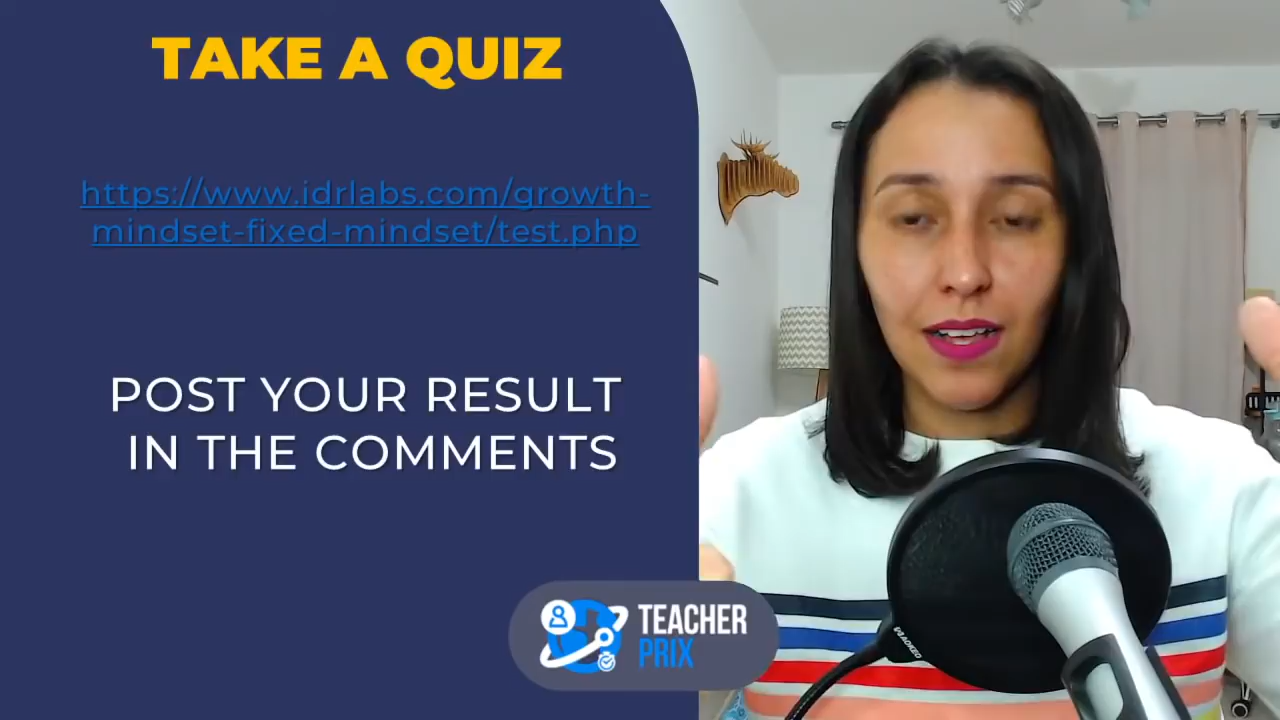 TAKE A QUIZ
https://www.idrlabs.com/growth-
mindset-fixed-mindset/test.php
POST YOUR RESULT
IN THE COMMENTS
TEACHER
PRIX